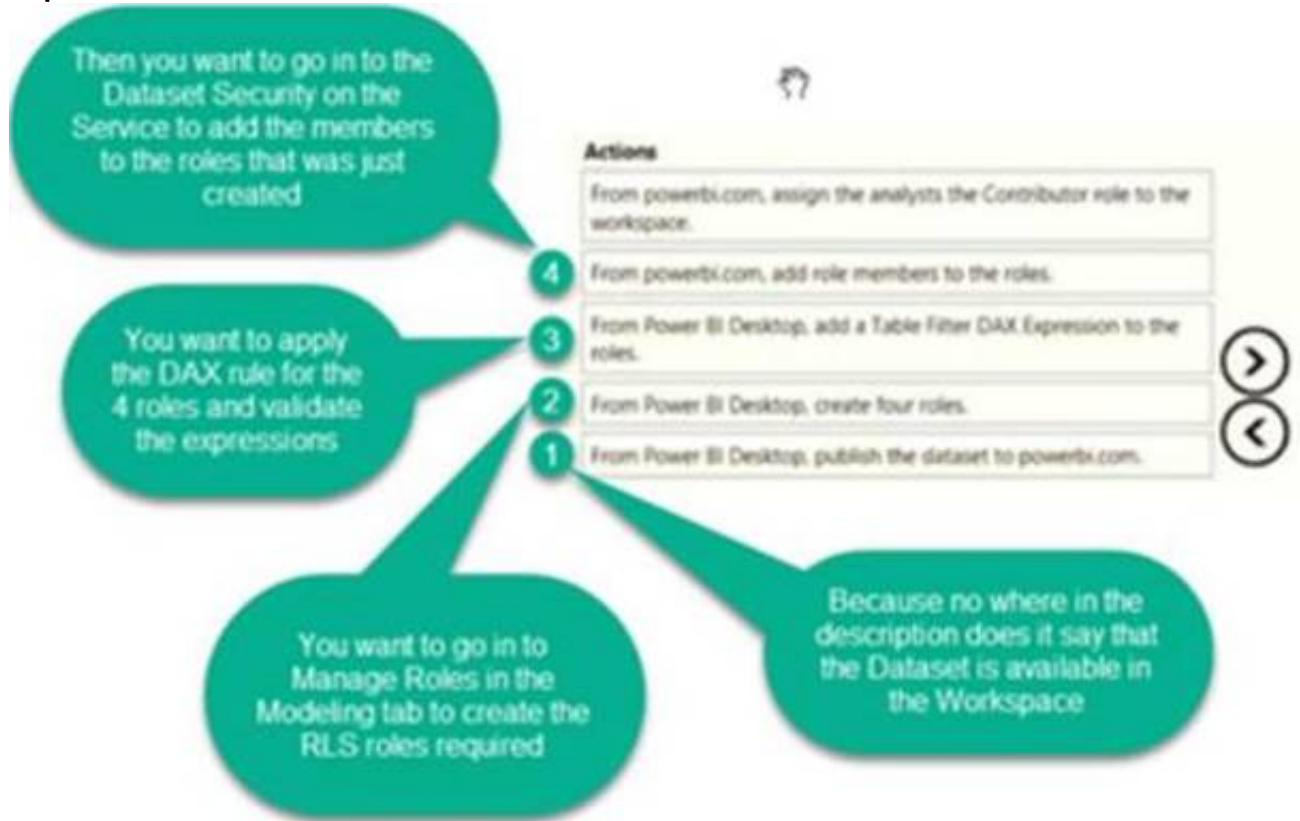 Then you want to go in to the
Dataset Security on the
Service to add the members
to the roles that was just
created
Actions
From powerbi.com, assign the analysts the Contributor role to the
workspace.
4
From powerbi.com, add role members to the roles.
3
From Power BI Desktop, add a Table Filter DAX Expression to the
roles.
2
From Power BI Desktop, create four roles.
1
From Power BI Desktop, publish the dataset to powerbi.com.
You want to apply
the DAX rule for the
4 roles and validate
the expressions
You want to go in to
Manage Roles in the
Modeling tab to create the
RLS roles required
Because no where in the
description does it say that
the Dataset is available in
the Workspace